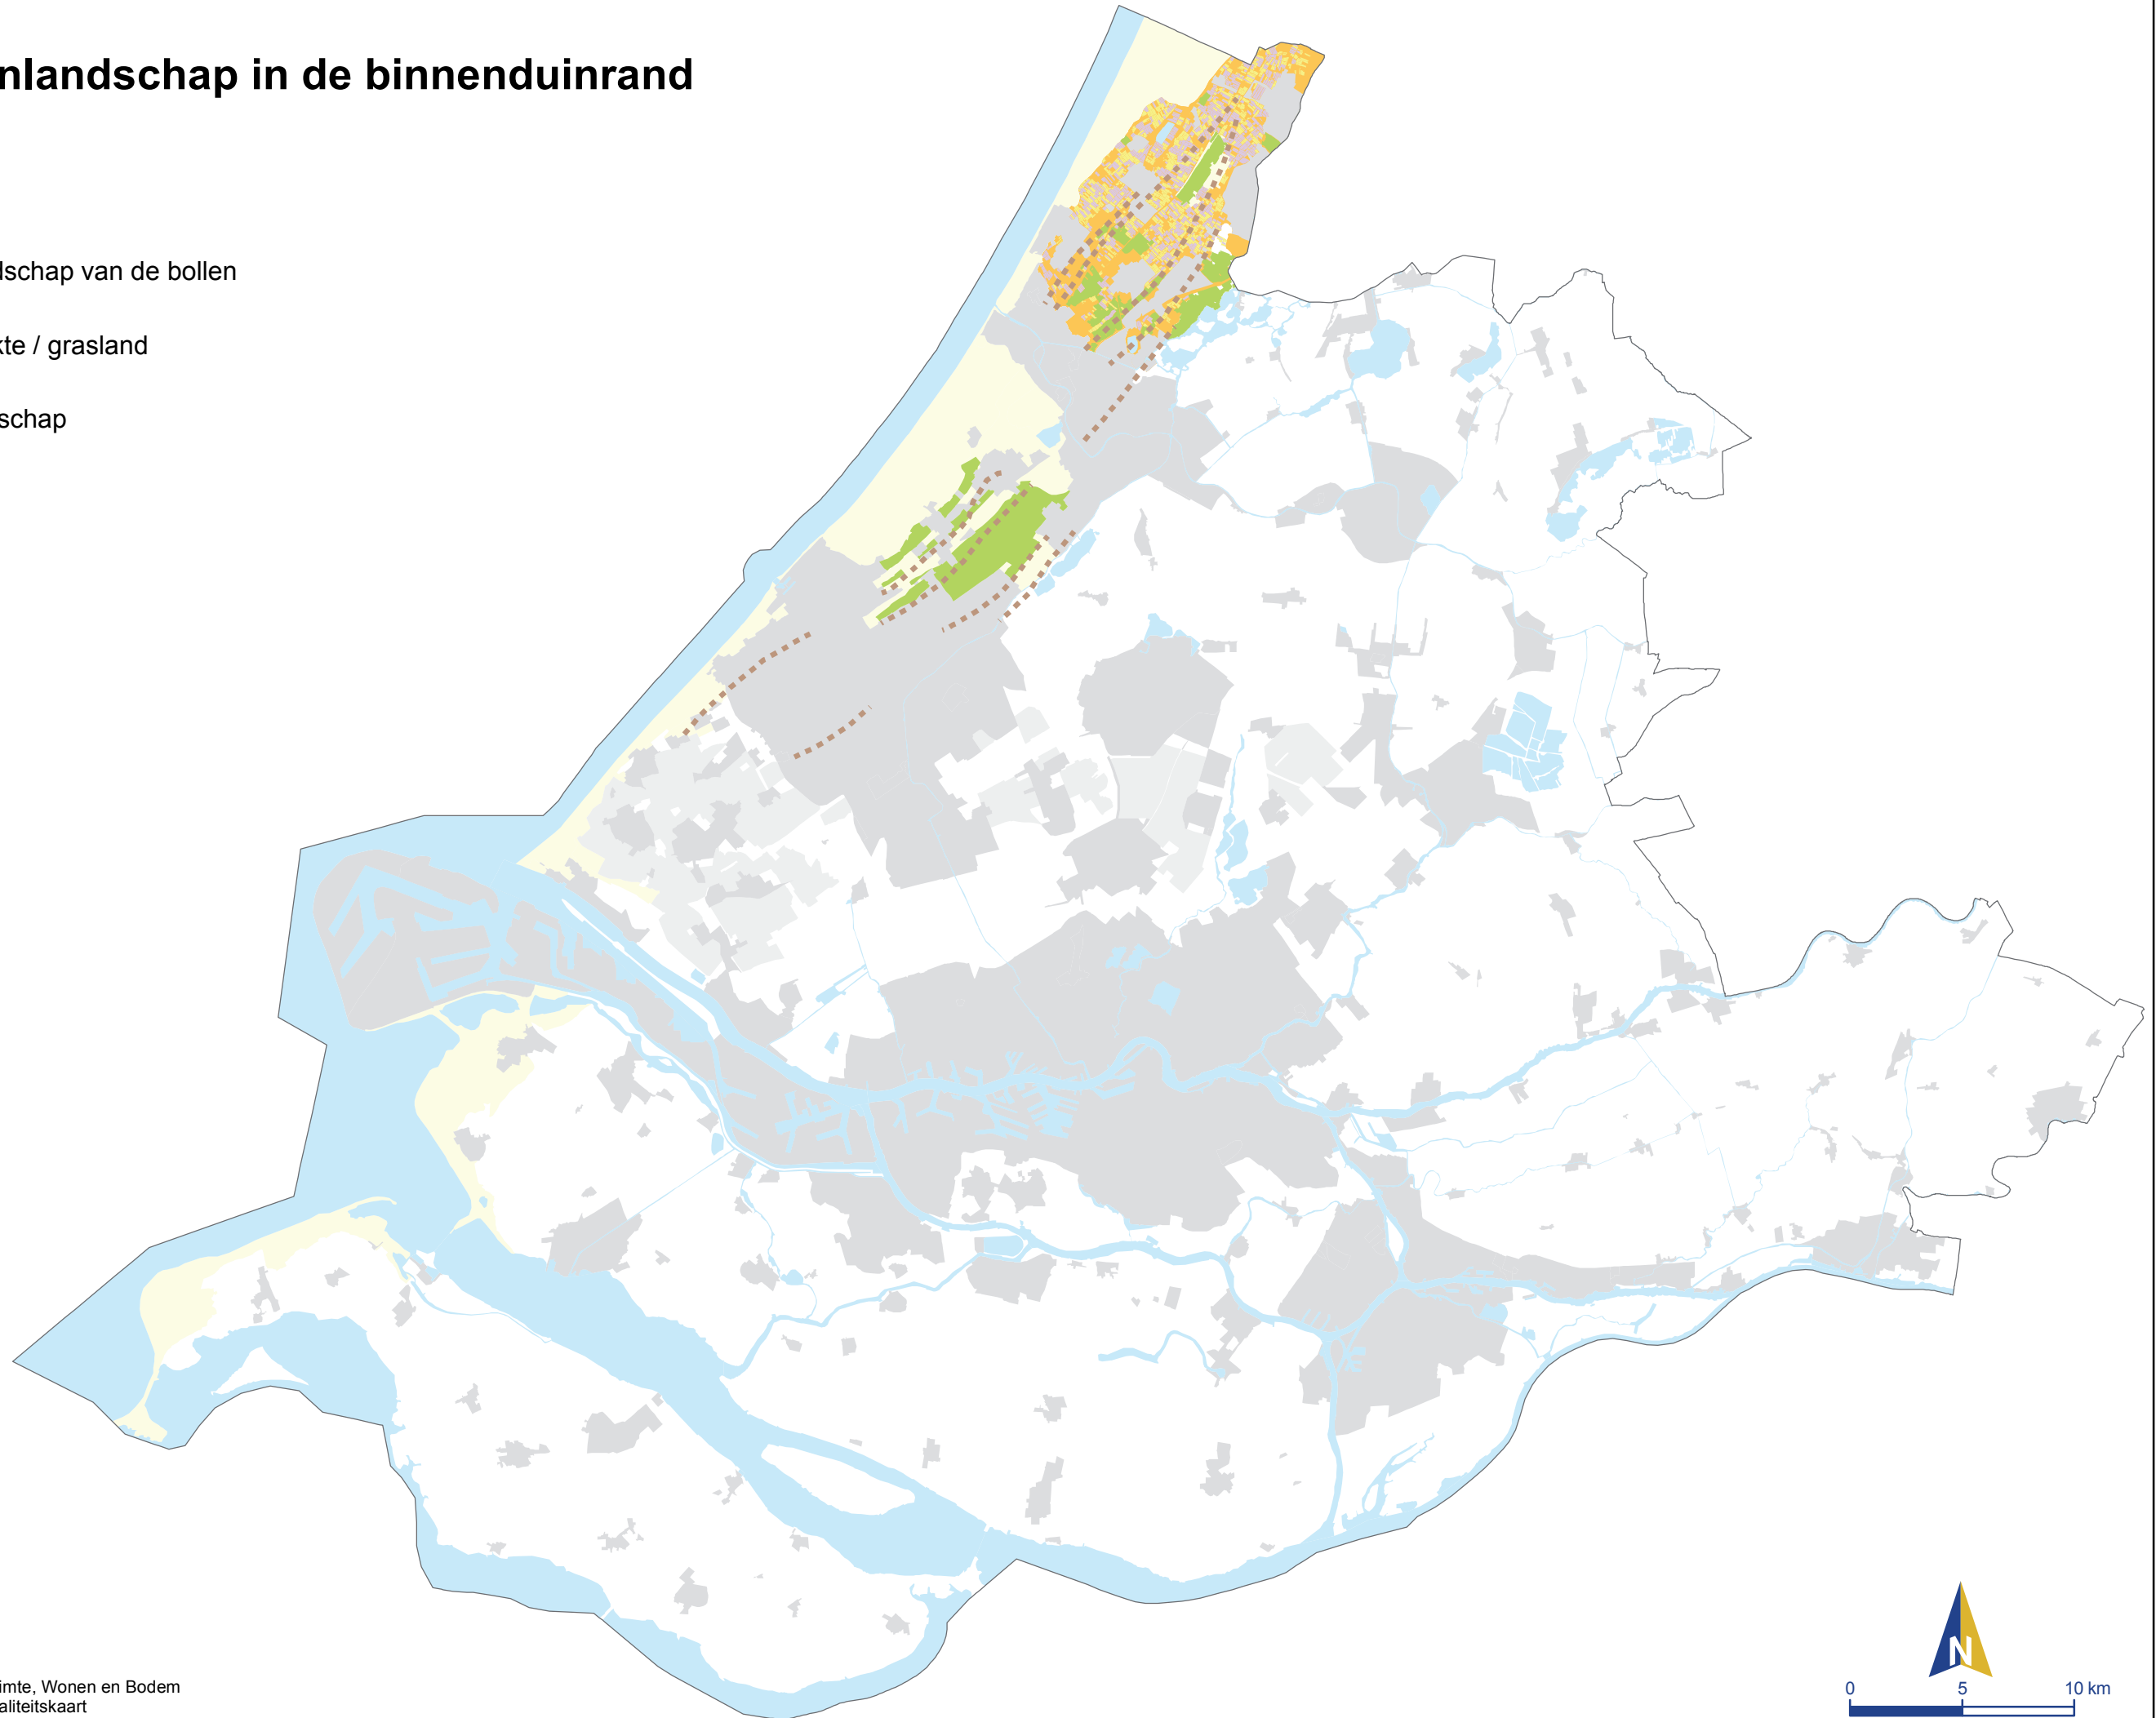 nlandschap in de binnenduinrand
dschap van de bollen
kte / grasland
schap
imte, Wonen en Bodem
aliteitskaart
N
0 5 10 km